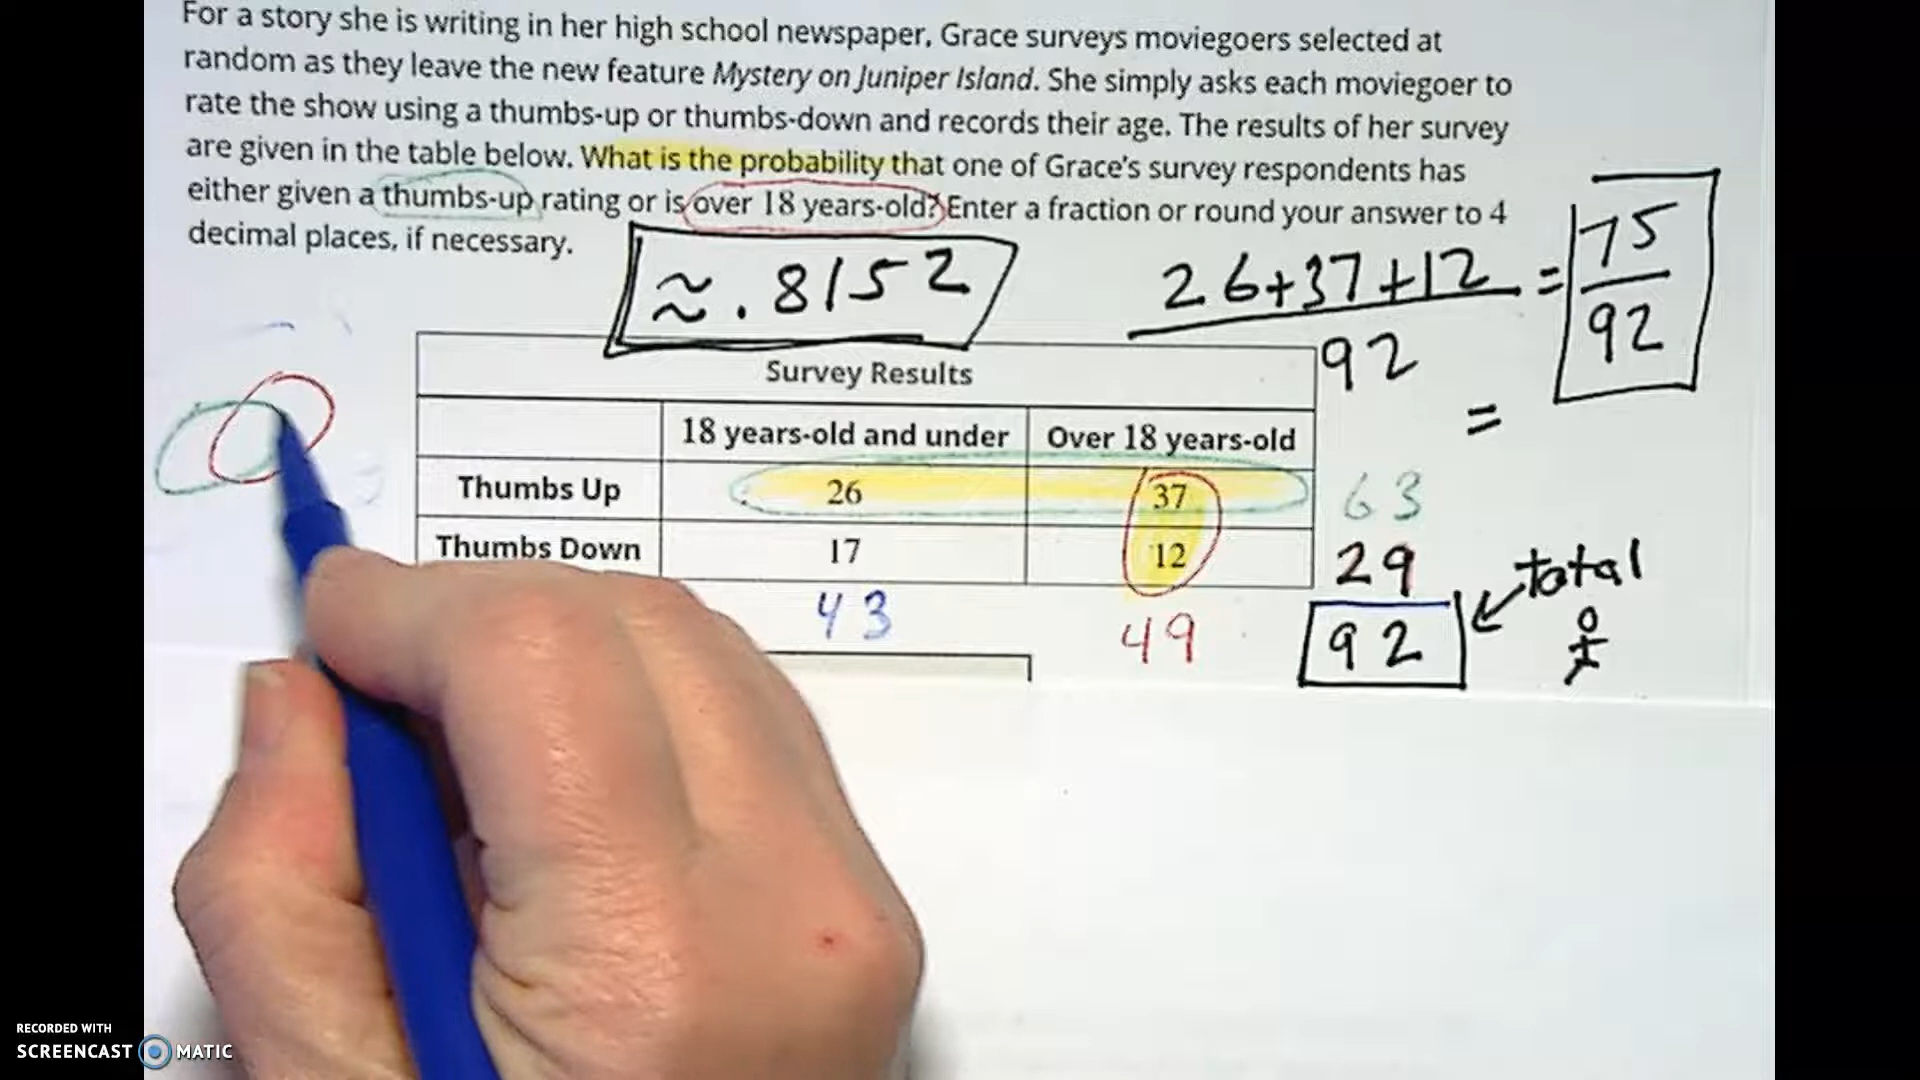 For a story she is writing in her high school newspaper, Grace surveys moviegoers selected at
random as they leave the new feature Mystery on Juniper Island. She simply asks each moviegoer to
rate the show using a thumbs-up or thumbs-down and records their age. The results of her survey
are given in the table below. What is the probability that one of Grace's survey respondents has
either given a thumbs-up rating or is over 18 years-old? Enter a fraction or round your answer to 4
decimal places, if necessary.
≈ .8152
26+37+12
92
=
75
92
=
Survey Results
18 years-old and under Over 18 years-old
Thumbs Up 26 37 63
Thumbs Down 17 12 29
43 49 92
total
RECORDED WITH
SCREENCAST MATIC